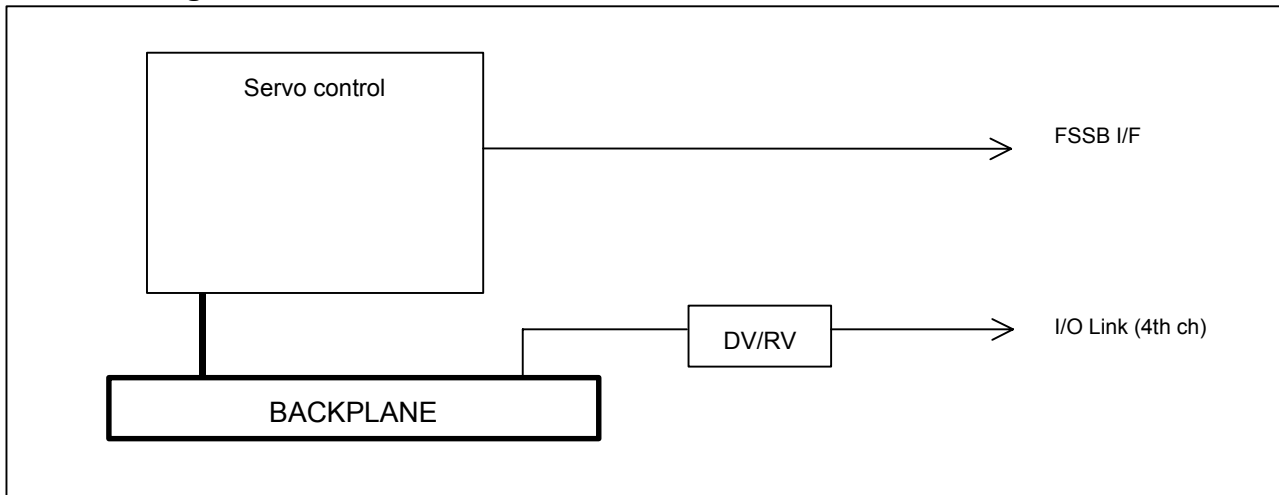 Servo control
FSSB I/F
DV/RV
I/O Link (4th ch)
BACKPLANE